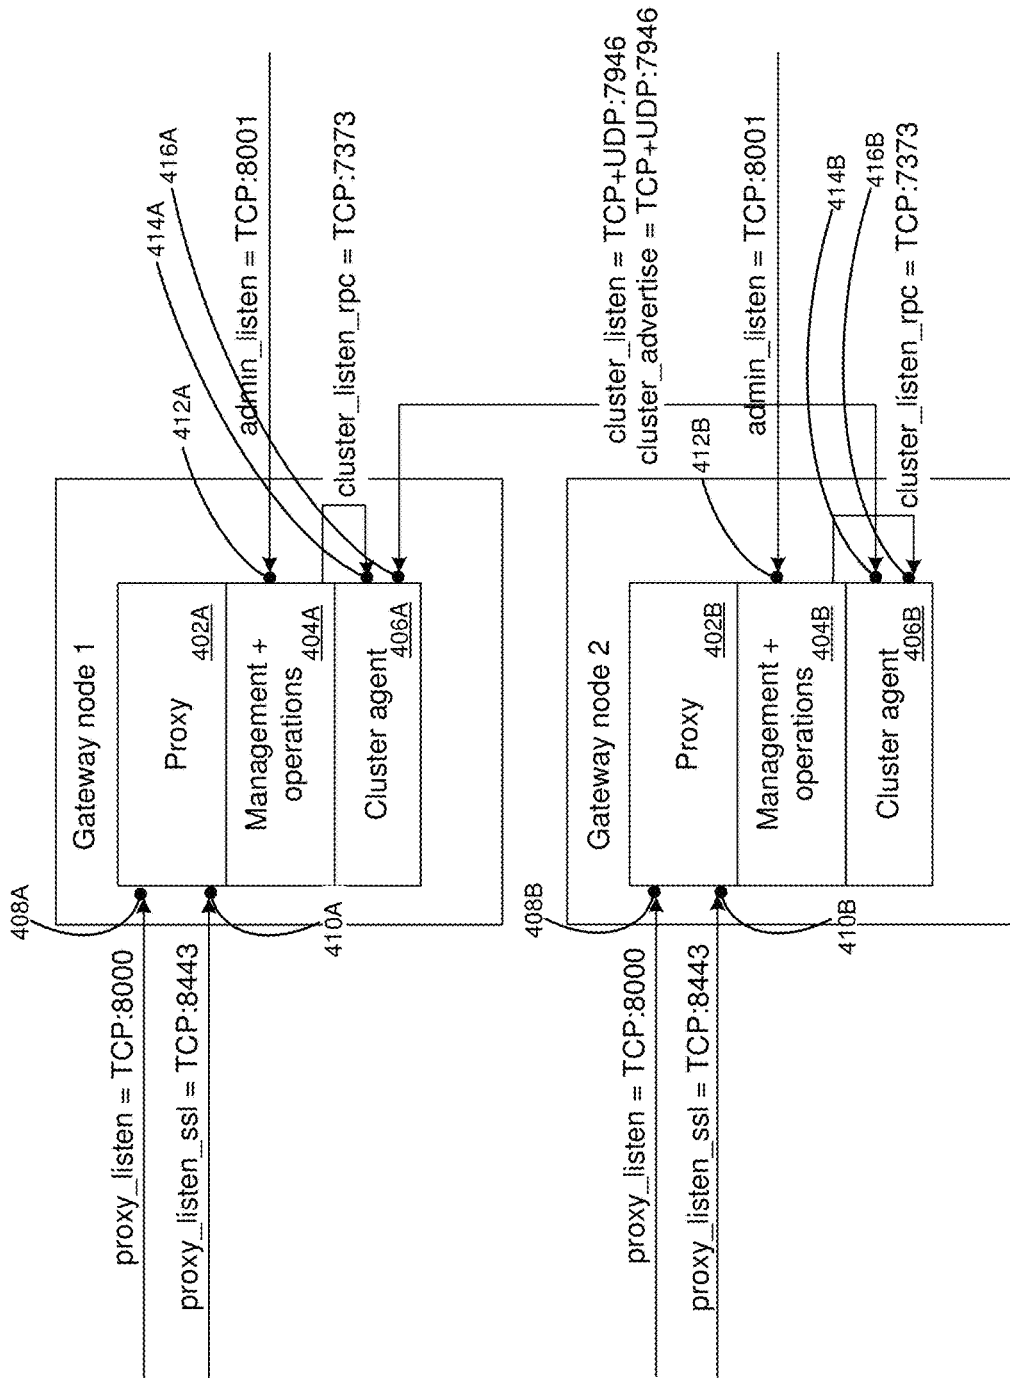 Gateway node 1
408A
proxy_listen = TCP:8000
proxy_listen_ssl = TCP:8443
410A
Proxy
402A
Management +
operations
404A
Cluster agent
406A
412A
admin_listen = TCP:8001
414A
416A
cluster_listen_rpc = TCP:7373
cluster_listen = TCP+UDP:7946
cluster_advertise = TCP+UDP:7946
Gateway node 2
408B
proxy_listen = TCP:8000
proxy_listen_ssl = TCP:8443
410B
Proxy
402B
Management +
operations
404B
Cluster agent
406B
412B
admin_listen = TCP:8001
414B
416B
cluster_listen_rpc = TCP:7373